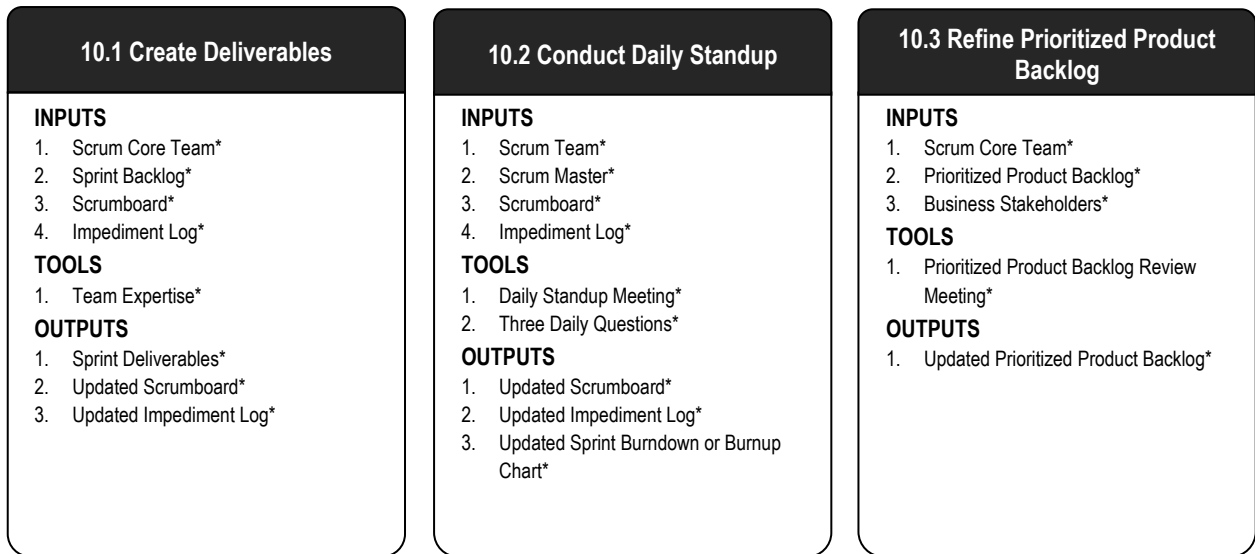 10.1 Create Deliverables
INPUTS
1. Scrum Core Team*
2. Sprint Backlog*
3. Scrumboard*
4. Impediment Log*
TOOLS
1. Team Expertise*
OUTPUTS
1. Sprint Deliverables*
2. Updated Scrumboard*
3. Updated Impediment Log*
10.2 Conduct Daily Standup
INPUTS
1. Scrum Team*
2. Scrum Master*
3. Scrumboard*
4. Impediment Log*
TOOLS
1. Daily Standup Meeting*
2. Three Daily Questions*
OUTPUTS
1. Updated Scrumboard*
2. Updated Impediment Log*
3. Updated Sprint Burndown or Burnup
Chart*
10.3 Refine Prioritized Product
Backlog
INPUTS
1. Scrum Core Team*
2. Prioritized Product Backlog*
3. Business Stakeholders*
TOOLS
1. Prioritized Product Backlog Review
Meeting*
OUTPUTS
1. Updated Prioritized Product Backlog*